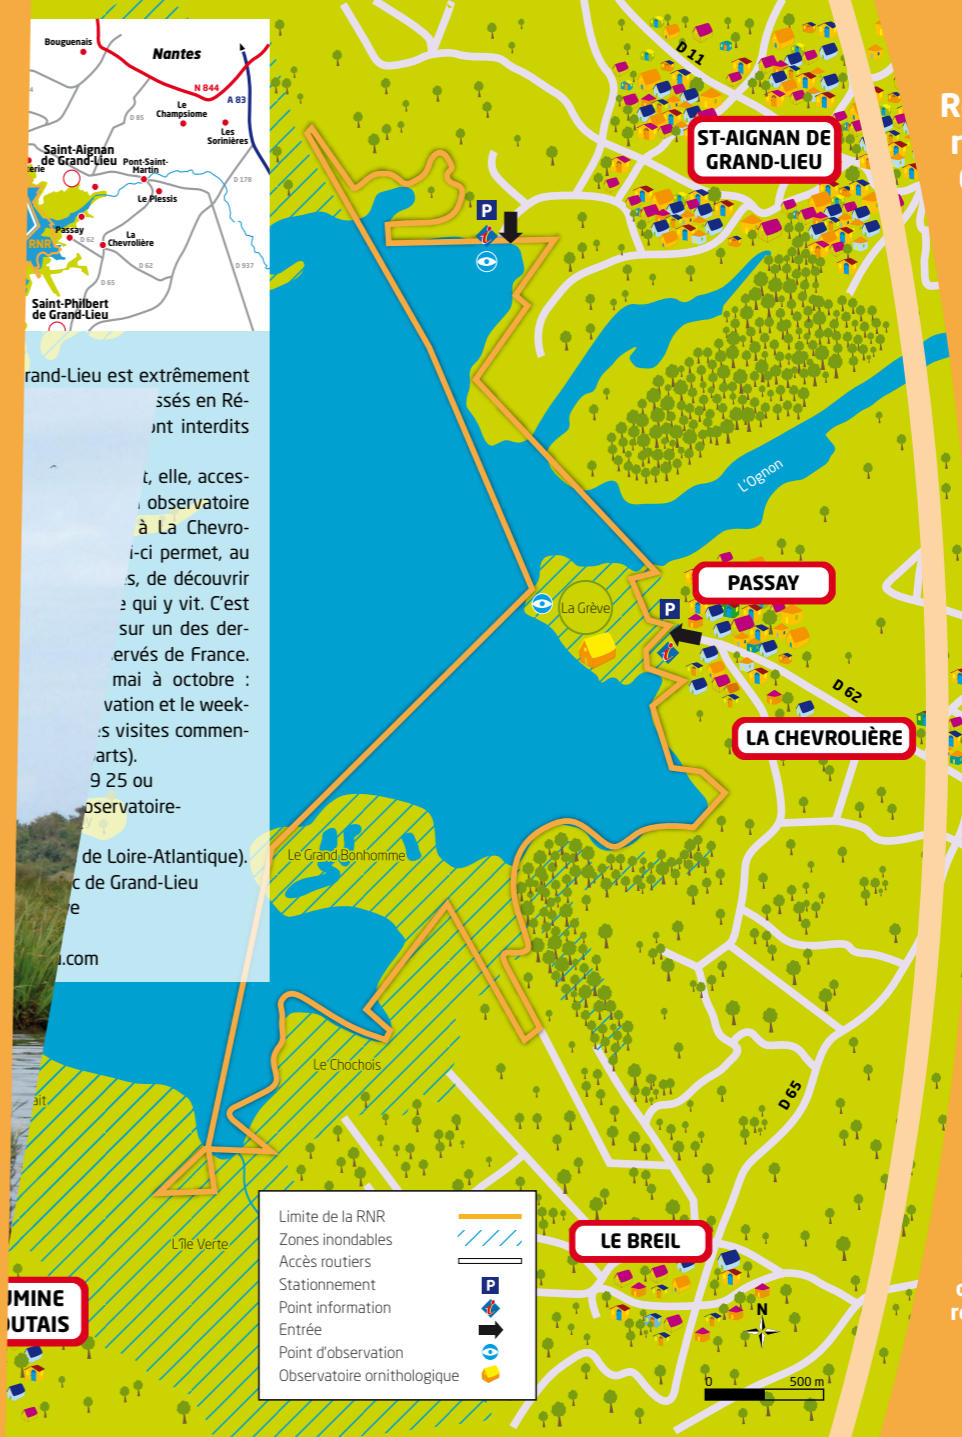 Bouguenais
Nantes
N 844
A 83
Le
Champsiome
Les
Sorinières
D 85
Saint-Aignan
de Grand-Lieu
Pont-Saint-
Martin
Le Plessis
D 178
Passay
D 62
La
Chevrolière
RNR
D 62
D 65
D 937
Saint-Philbert
de Grand-Lieu
rand-Lieu est extrêmement
ssés en Ré-
ont interdits
t, elle, acces-
observatoire
à La Chevro-
i-ci permet, au
es, de découvrir
e qui y vit. C'est
sur un des der-
ervés de France.
mai à octobre :
vation et le week-
es visites commen-
arts).
9 25 ou
oservatoire-
de Loire-Atlantique).
c de Grand-Lieu
.com
D 11
ST-AIGNAN DE
GRAND-LIEU
P
L'Ognon
PASSAY
La Grève
P
D 62
LA CHEVROLIÈRE
Le Grand Bonhomme
Le Chochois
D 65
L'île Verte
LE BREIL
UMINE
OUTAIS
Limite de la RNR
Zones inondables
Accès routiers
Stationnement P
Point information
Entrée
Point d'observation
Observatoire ornithologique
N
0 500 m